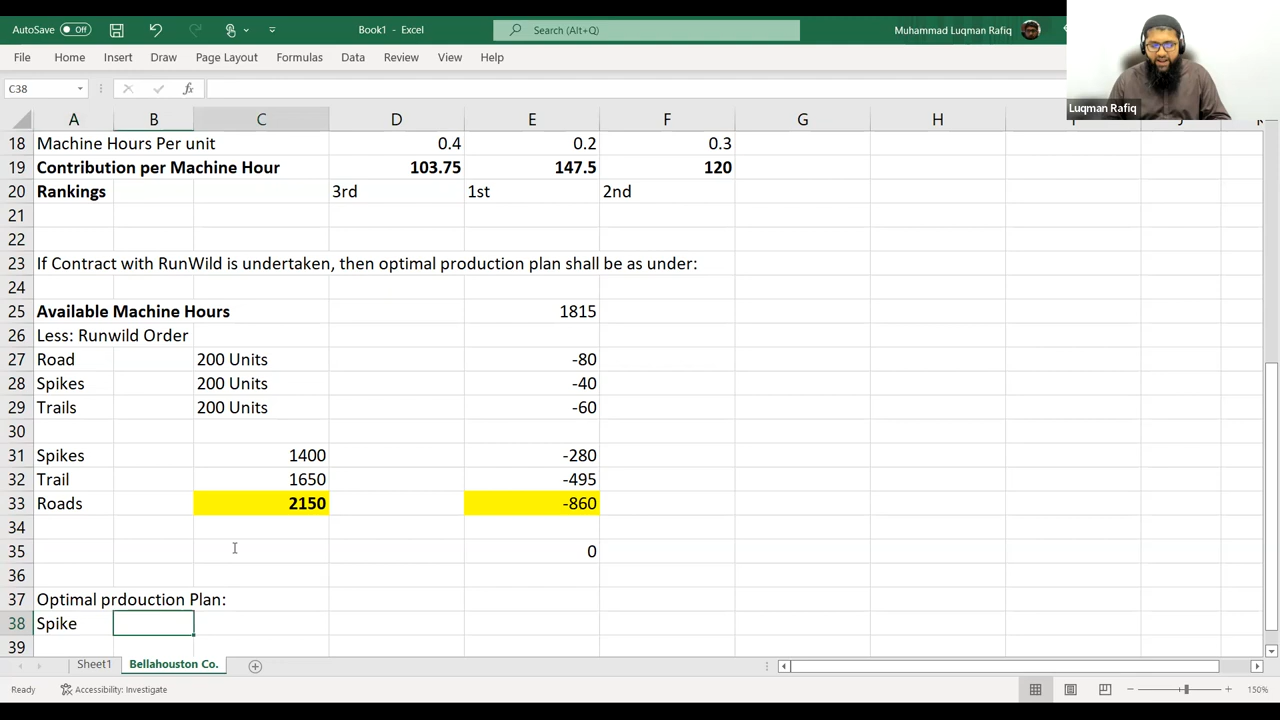 AutoSave Off Book1 - Excel Search (Alt+Q) Muhammad Luqman Rafiq
File Home Insert Draw Page Layout Formulas Data Review View Help
C38 fx
Luqman Rafiq
A B C D E F G H
18 Machine Hours Per unit 0.4 0.2 0.3
19 Contribution per Machine Hour 103.75 147.5 120
20 Rankings 3rd 1st 2nd
21
22
23 If Contract with RunWild is undertaken, then optimal production plan shall be as under:
24
25 Available Machine Hours 1815
26 Less: Runwild Order
27 Road 200 Units -80
28 Spikes 200 Units -40
29 Trails 200 Units -60
30
31 Spikes 1400 -280
32 Trail 1650 -495
33 Roads 2150 -860
34
35 0
36
37 Optimal prdouction Plan:
38 Spike
39
Sheet1 Bellahouston Co.
Ready Accessibility: Investigate 150%